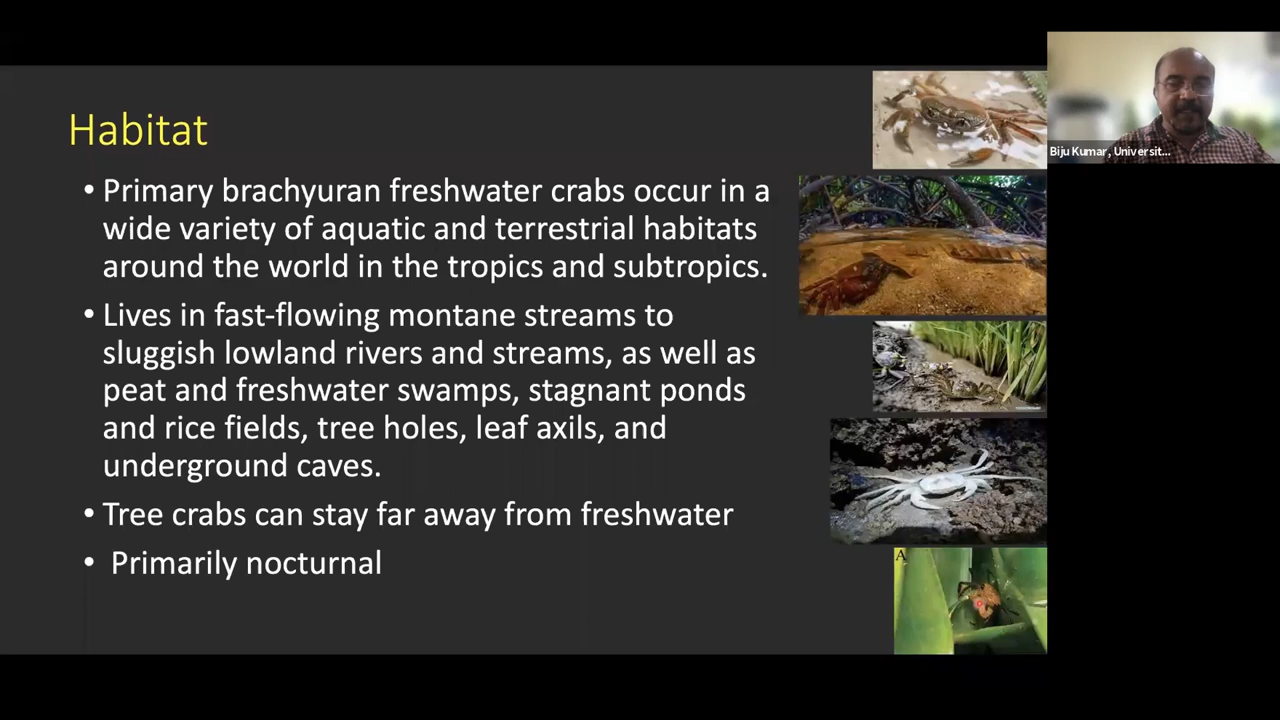 Habitat
• Primary brachyuran freshwater crabs occur in a
wide variety of aquatic and terrestrial habitats
around the world in the tropics and subtropics.
• Lives in fast-flowing montane streams to
sluggish lowland rivers and streams, as well as
peat and freshwater swamps, stagnant ponds
and rice fields, tree holes, leaf axils, and
underground caves.
• Tree crabs can stay far away from freshwater
• Primarily nocturnal
Biju Kumar, Universit...
A